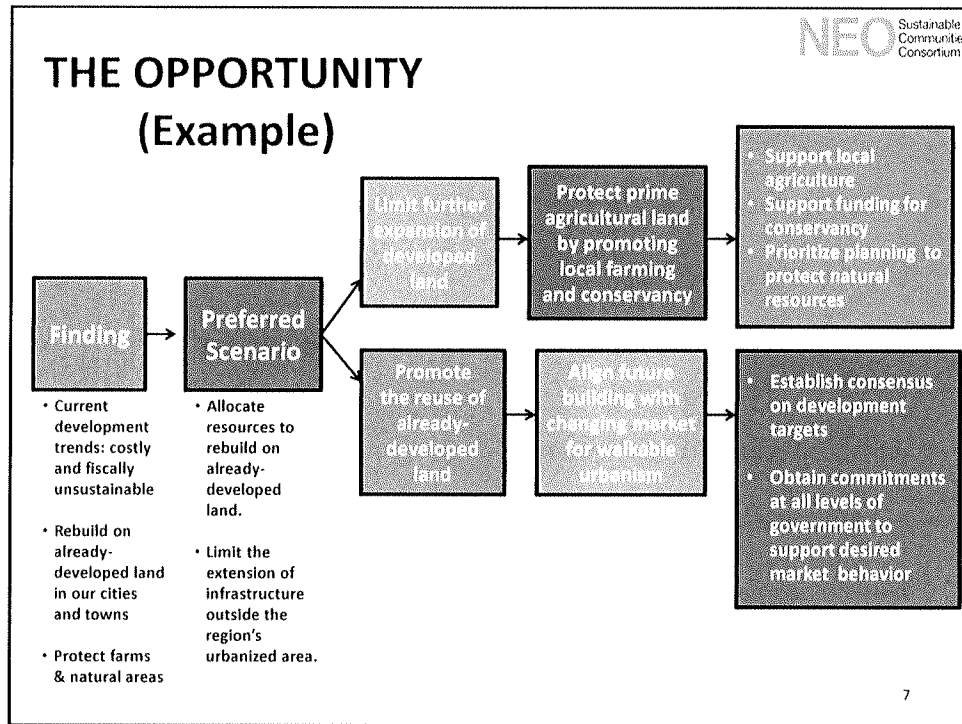 NEO
Sustainable
Communitie
Consortium
THE OPPORTUNITY
(Example)
Finding
• Current
development
trends: costly
and fiscally
unsustainable
• Rebuild on
already-
developed land
in our cities
and towns
• Protect farms
& natural areas
Preferred
Scenario
• Allocate
resources to
rebuild on
already-
developed
land.
• Limit the
extension of
infrastructure
outside the
region's
urbanized area.
Limit further
expansion of
developed
land
Protect prime
agricultural land
by promoting
local farming
and conservancy
• Support local
agriculture
• Support funding for
conservancy
• Prioritize planning to
protect natural
resources
Promote
the reuse of
already-
developed
land
Align future
building with
changing market
for walkable
urbanism
• Establish consensus
on development
targets
• Obtain commitments
at all levels of
government to
support desired
market behavior
7